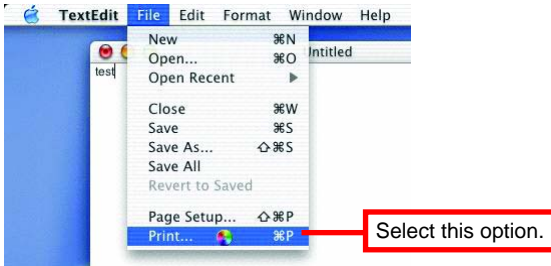 TextEdit File Edit Format Window Help
Untitled
test
New ⌘N
Open... ⌘O
Open Recent ▶
Close ⌘W
Save ⌘S
Save As... ⇧⌘S
Save All
Revert to Saved
Page Setup... ⇧⌘P
Print... ⌘P
Select this option.